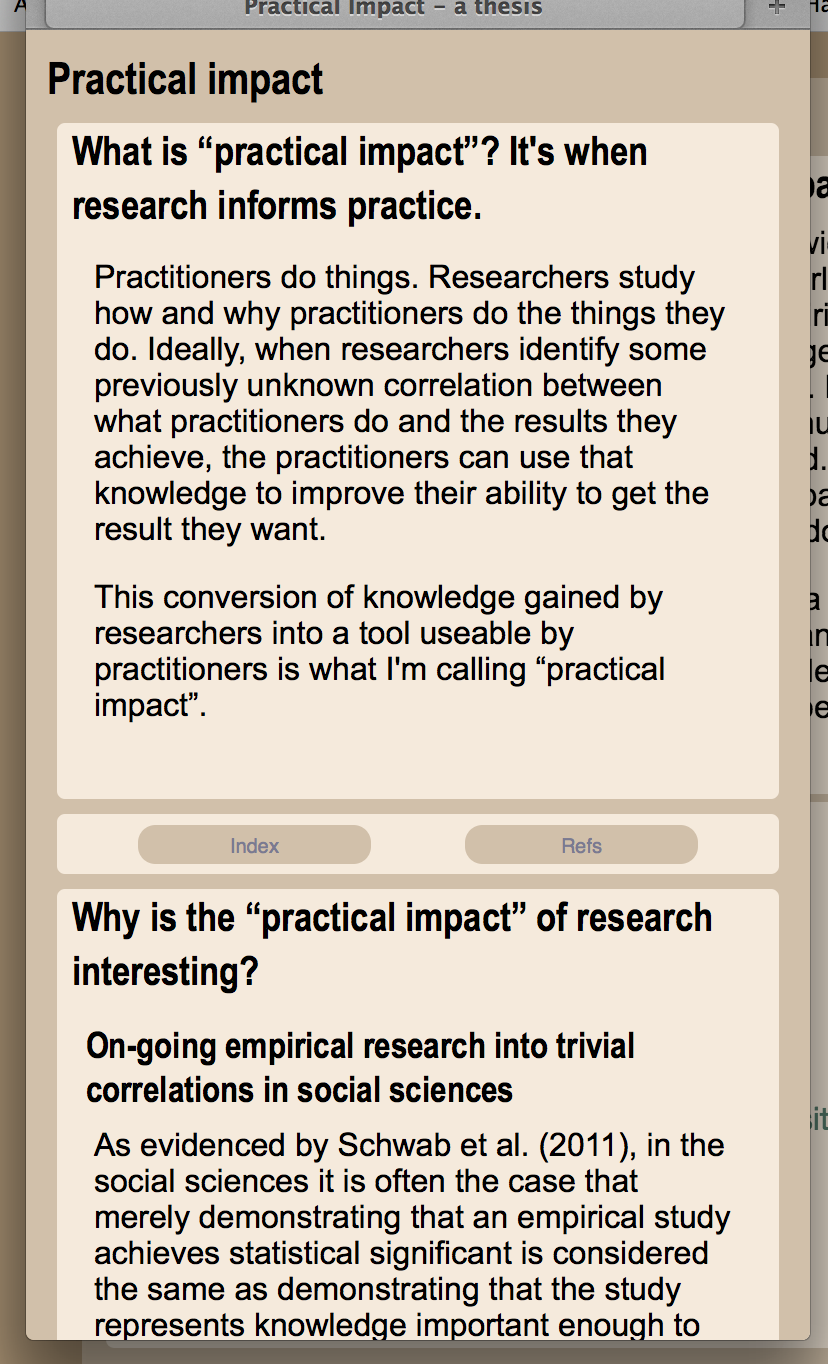 Practical Impact – a thesis
Practical impact
What is “practical impact”? It's when
research informs practice.
Practitioners do things. Researchers study
how and why practitioners do the things they
do. Ideally, when researchers identify some
previously unknown correlation between
what practitioners do and the results they
achieve, the practitioners can use that
knowledge to improve their ability to get the
result they want.
This conversion of knowledge gained by
researchers into a tool useable by
practitioners is what I'm calling “practical
impact”.
Index Refs
Why is the “practical impact” of research
interesting?
On-going empirical research into trivial
correlations in social sciences
As evidenced by Schwab et al. (2011), in the
social sciences it is often the case that
merely demonstrating that an empirical study
achieves statistical significant is considered
the same as demonstrating that the study
represents knowledge important enough to